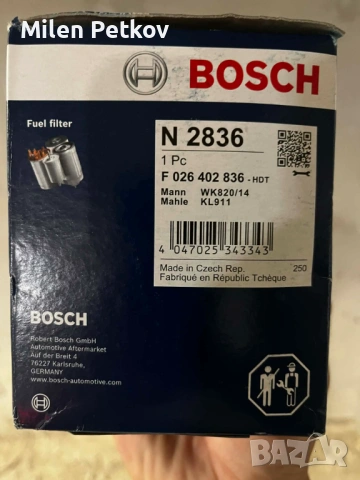 Milen Petkov
BOSCH
Fuel filter
N 2836
1 Pc
F 026 402 836 - HDT
Mann WK820/14
Mahle KL911
4 047025 343343
Made in Czech Rep. 250
Fabriqué en République Tchèque
BOSCH
Robert Bosch GmbH
Automotive Aftermarket
Auf der Breit 4
76227 Karlsruhe,
GERMANY
www.bosch-automotive.com
BAZAR